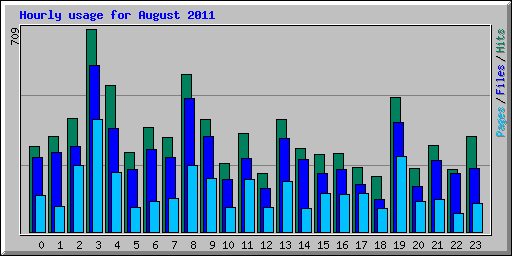 Hourly usage for August 2011
709
Pages/Files/Hits
0 1 2 3 4 5 6 7 8 9 10 11 12 13 14 15 16 17 18 19 20 21 22 23